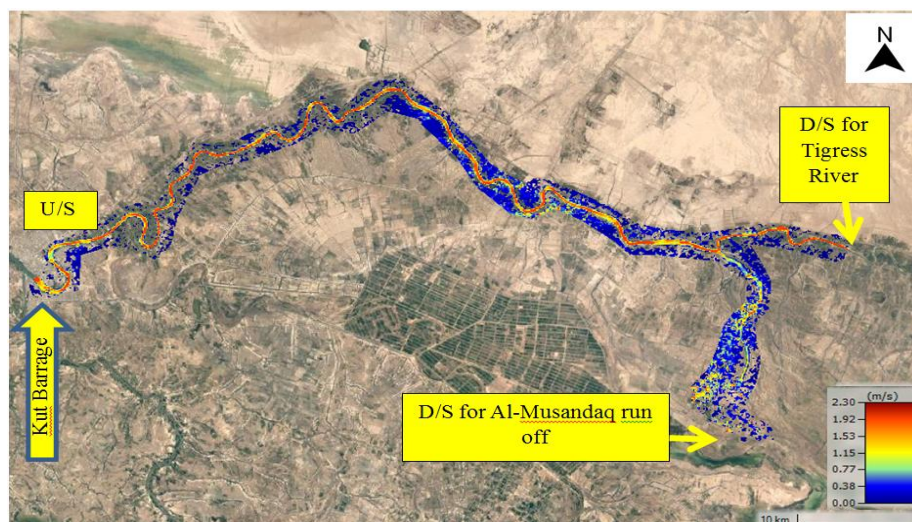 N
D/S for
Tigress
River
U/S
Kut Barrage
D/S for Al-Musandaq run
off
(m/s)
2.30
1.92
1.53
1.15
0.77
0.38
0.00
10 km